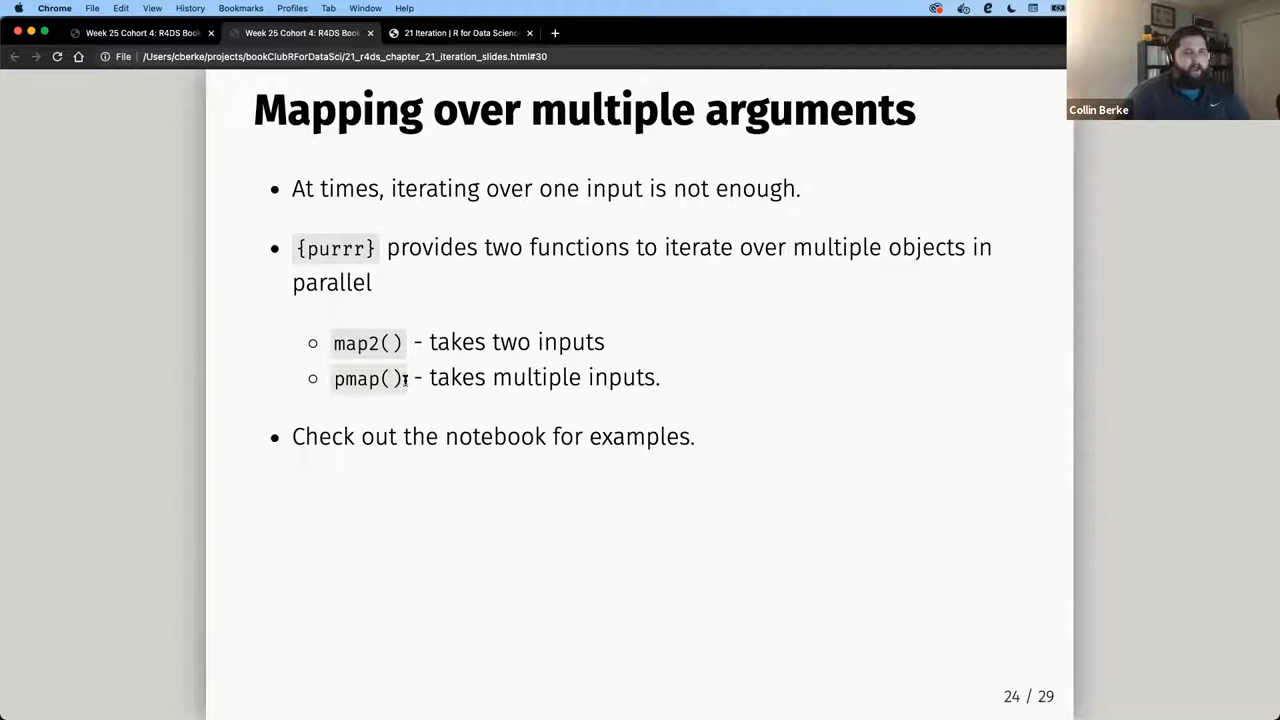 Chrome File Edit View History Bookmarks Profiles Tab Window Help
Week 25 Cohort 4: R4DS Book × Week 25 Cohort 4: R4DS Book × 21 Iteration | R for Data Scienc × +
File /Users/cberke/projects/bookClubRForDataSci/21_r4ds_chapter_21_iteration_slides.html#30
Collin Berke
Mapping over multiple arguments
• At times, iterating over one input is not enough.
• {purrr} provides two functions to iterate over multiple objects in
parallel
○ map2() - takes two inputs
○ pmap() - takes multiple inputs.
• Check out the notebook for examples.
24 / 29